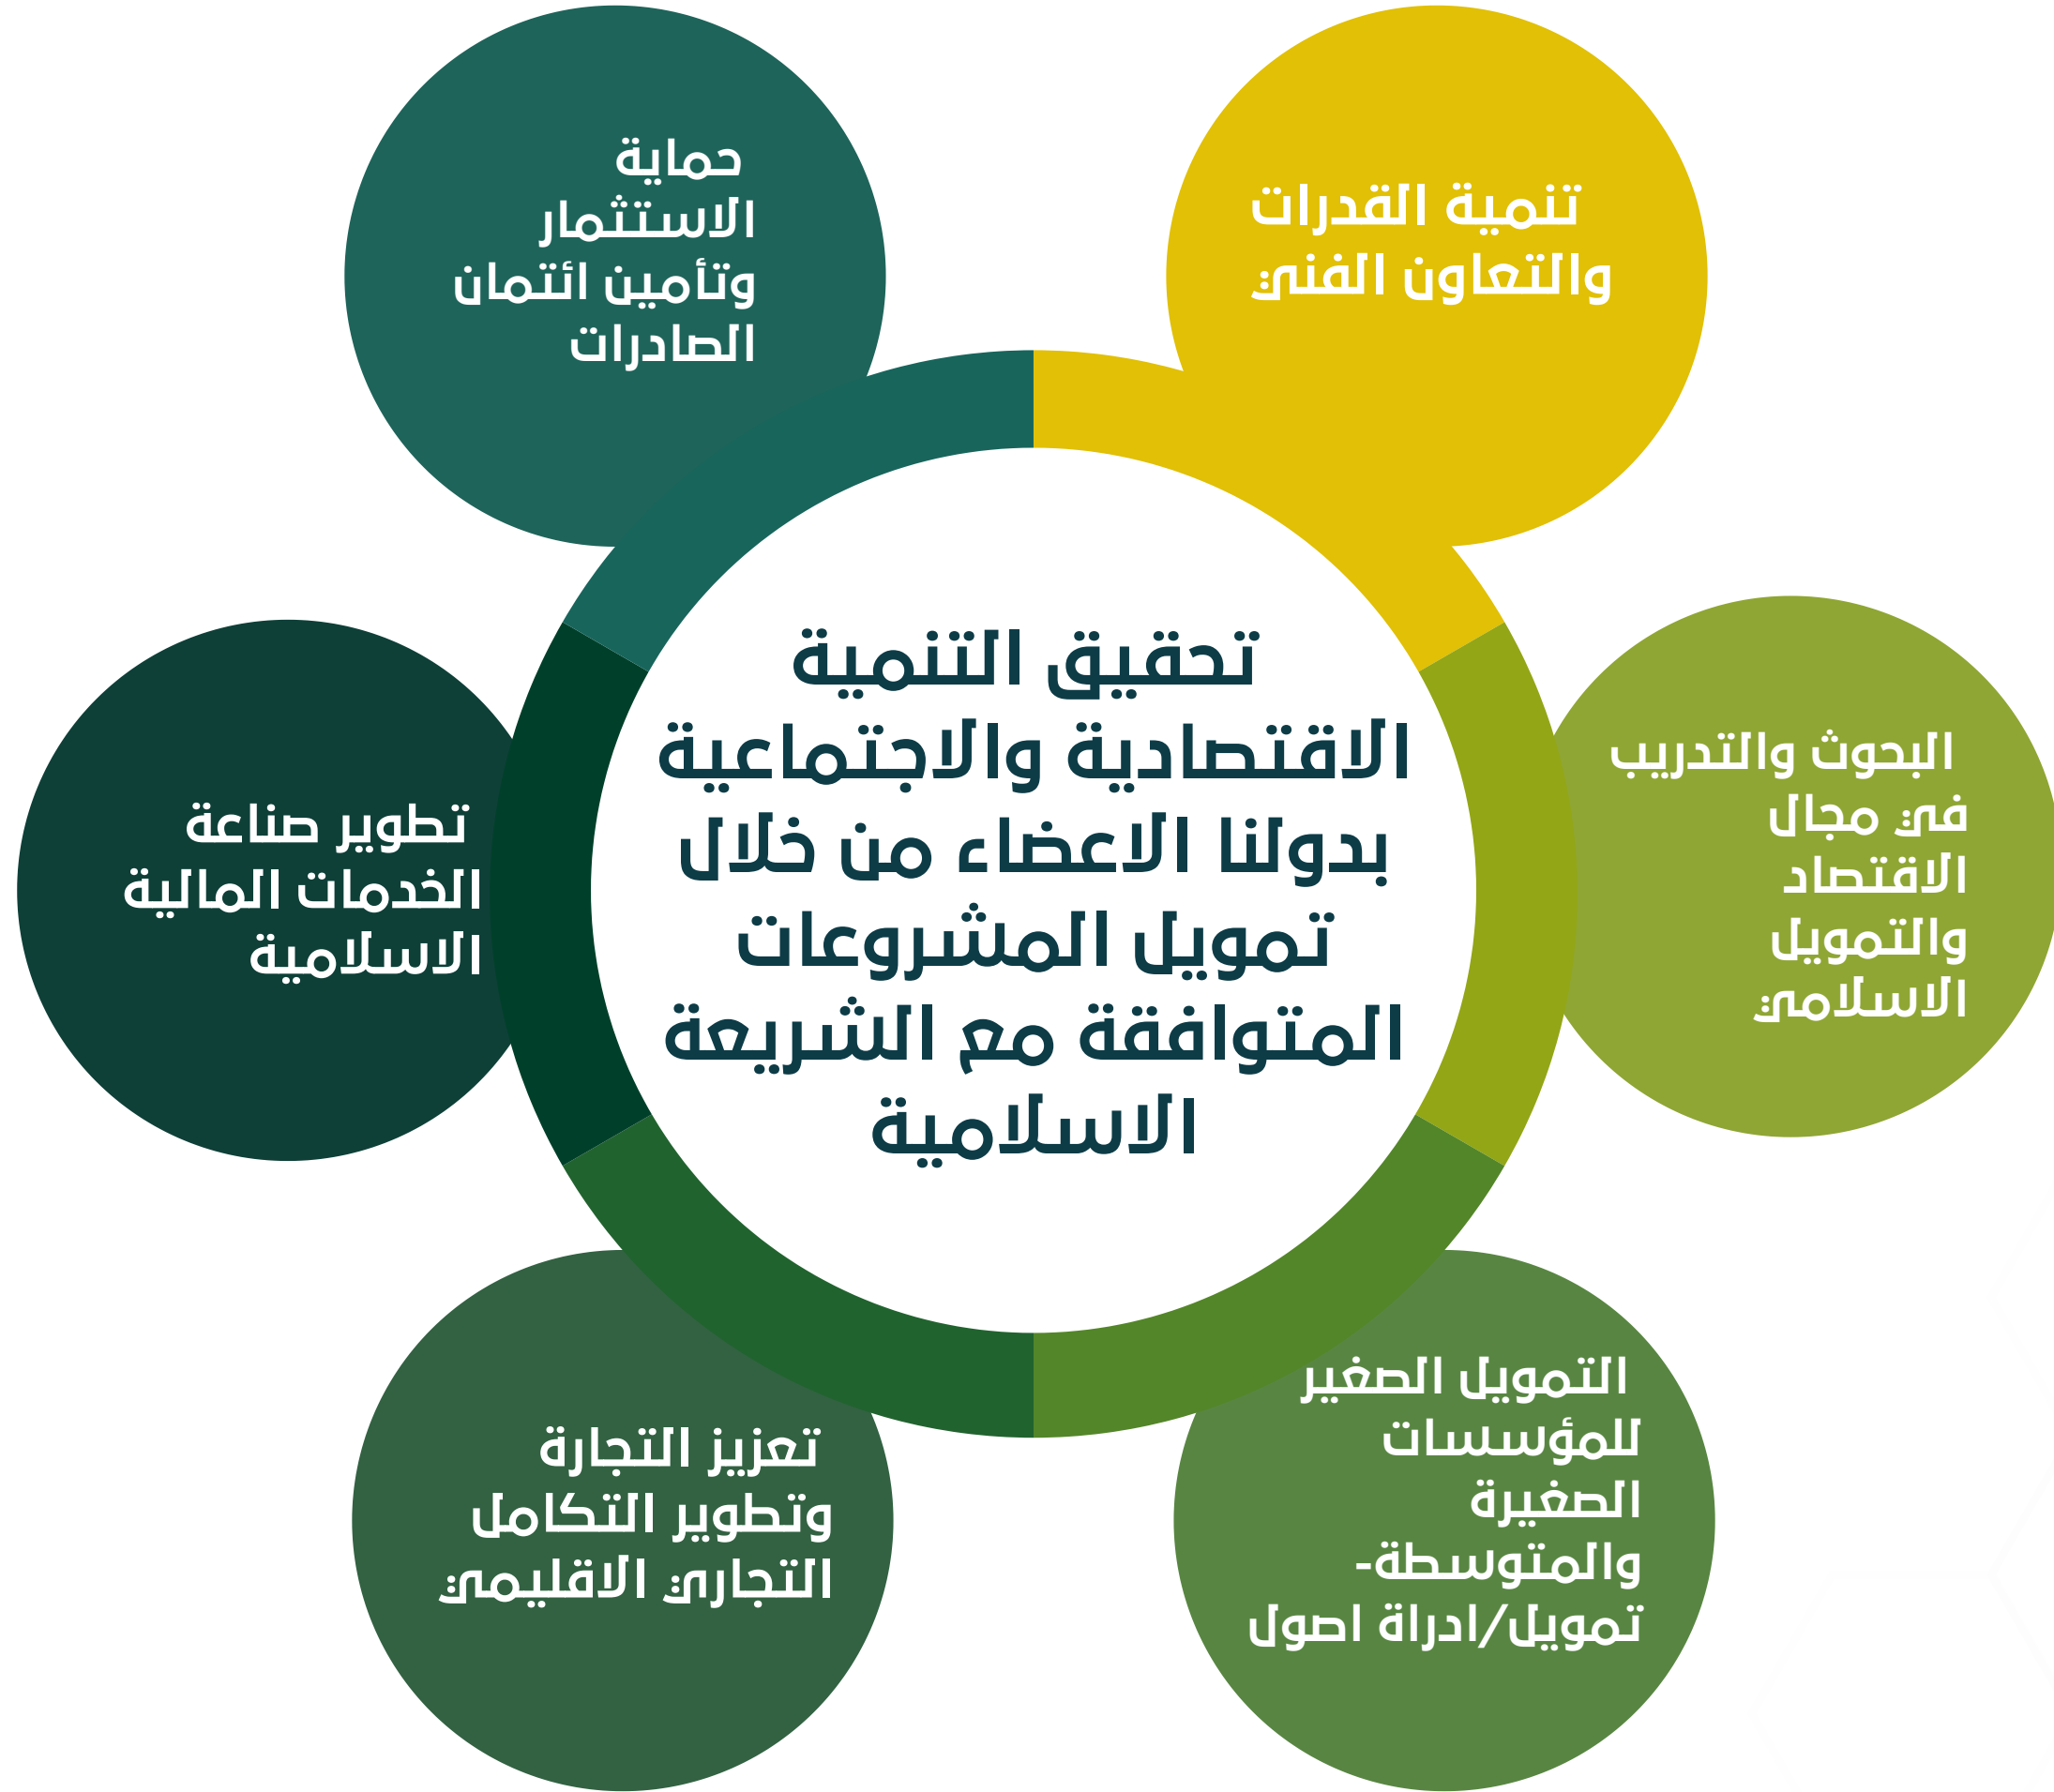 تنمية القدرات
والتعاون الفني
حماية
الاستثمار
وتأمين ائتمان
الصادرات
تحقيق التنمية
الاقتصادية والاجتماعية
بدولنا الاعضاء من خلال
تمويل المشروعات
المتوافقة مع الشريعة
الاسلامية
البحوث والتدريب
في مجال
الاقتصاد
والتمويل
الاسلامي
تطوير صناعة
الخدمات المالية
الاسلامية
التمويل الصغير
للمؤسسات
الصغيرة
والمتوسطة-
تمويل/ادراة اصول
تعزيز التجارة
وتطوير التكامل
التجاري الاقليمي